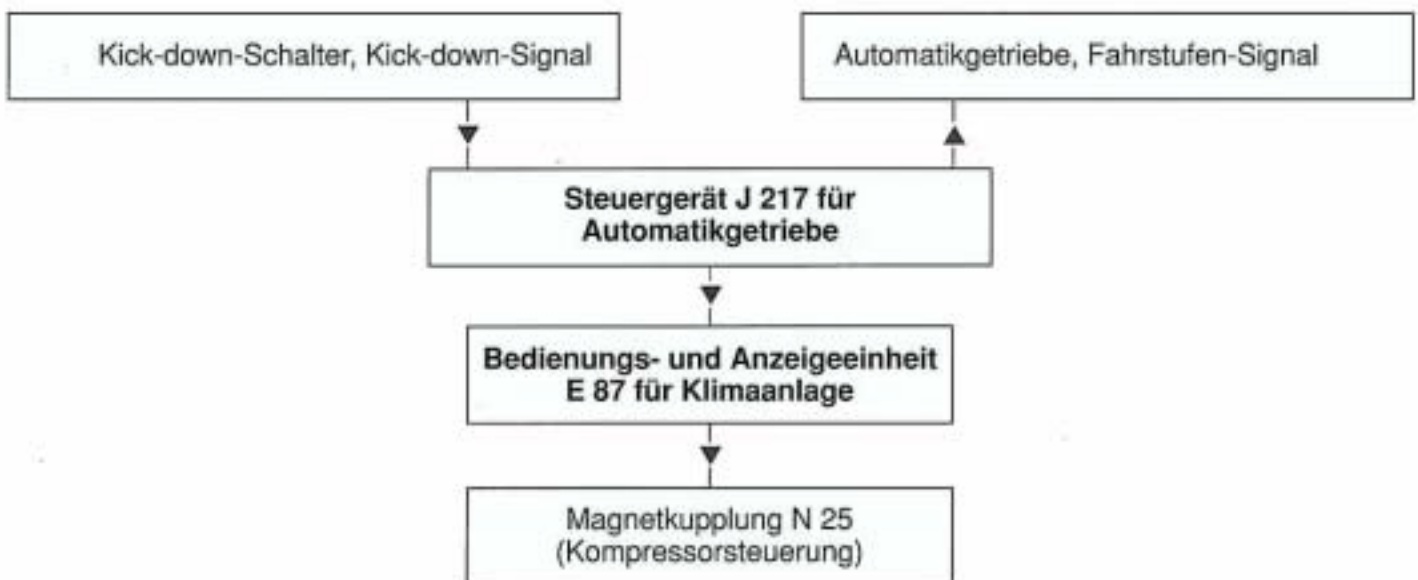 Kick-down-Schalter, Kick-down-Signal
Automatikgetriebe, Fahrstufen-Signal
Steuergerät J 217 für
Automatikgetriebe
Bedienungs- und Anzeigeeinheit
E 87 für Klimaanlage
Magnetkupplung N 25
(Kompressorsteuerung)